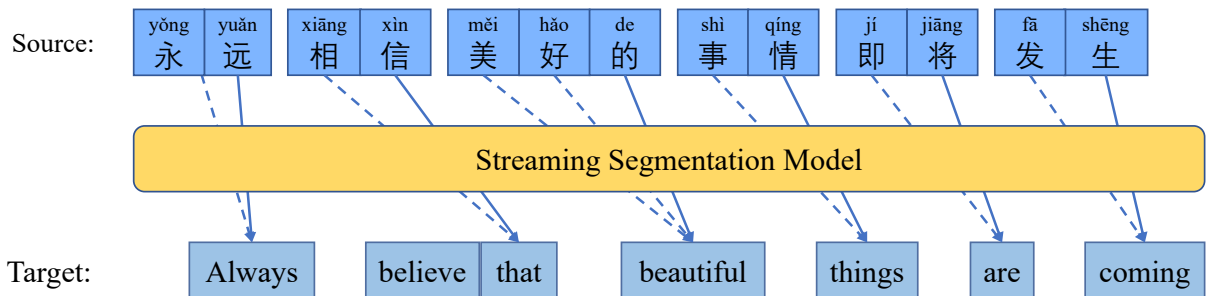 yǒng yuǎn xiāng xìn měi hǎo de shì qíng jí jiāng fā shēng
Source: 永 远 相 信 美 好 的 事 情 即 将 发 生
Streaming Segmentation Model
Target: Always believe that beautiful things are coming